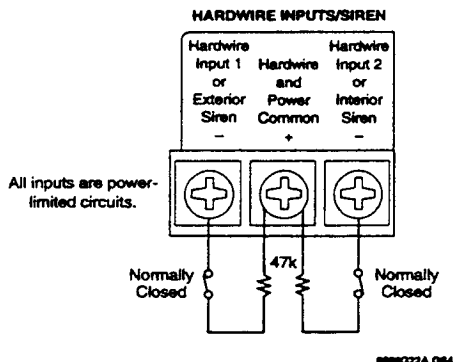 HARDWIRE INPUTS/SIREN
Hardwire Input 1 or Exterior Siren −
Hardwire and Power Common +
Hardwire Input 2 or Interior Siren −
All inputs are power-
limited circuits.
47k
Normally
Closed
Normally
Closed